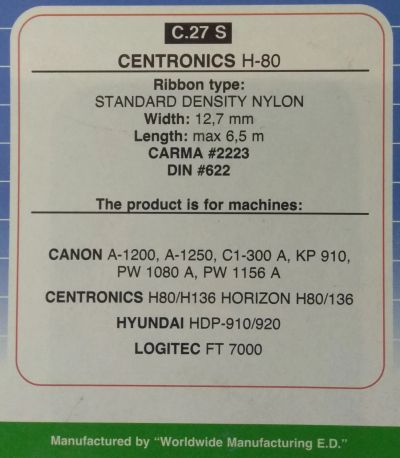 C.27 S
CENTRONICS H-80
Ribbon type:
STANDARD DENSITY NYLON
Width: 12,7 mm
Length: max 6,5 m
CARMA #2223
DIN #622
The product is for machines:
CANON A-1200, A-1250, C1-300 A, KP 910,
PW 1080 A, PW 1156 A
CENTRONICS H80/H136 HORIZON H80/136
HYUNDAI HDP-910/920
LOGITEC FT 7000
Manufactured by "Worldwide Manufacturing E.D."